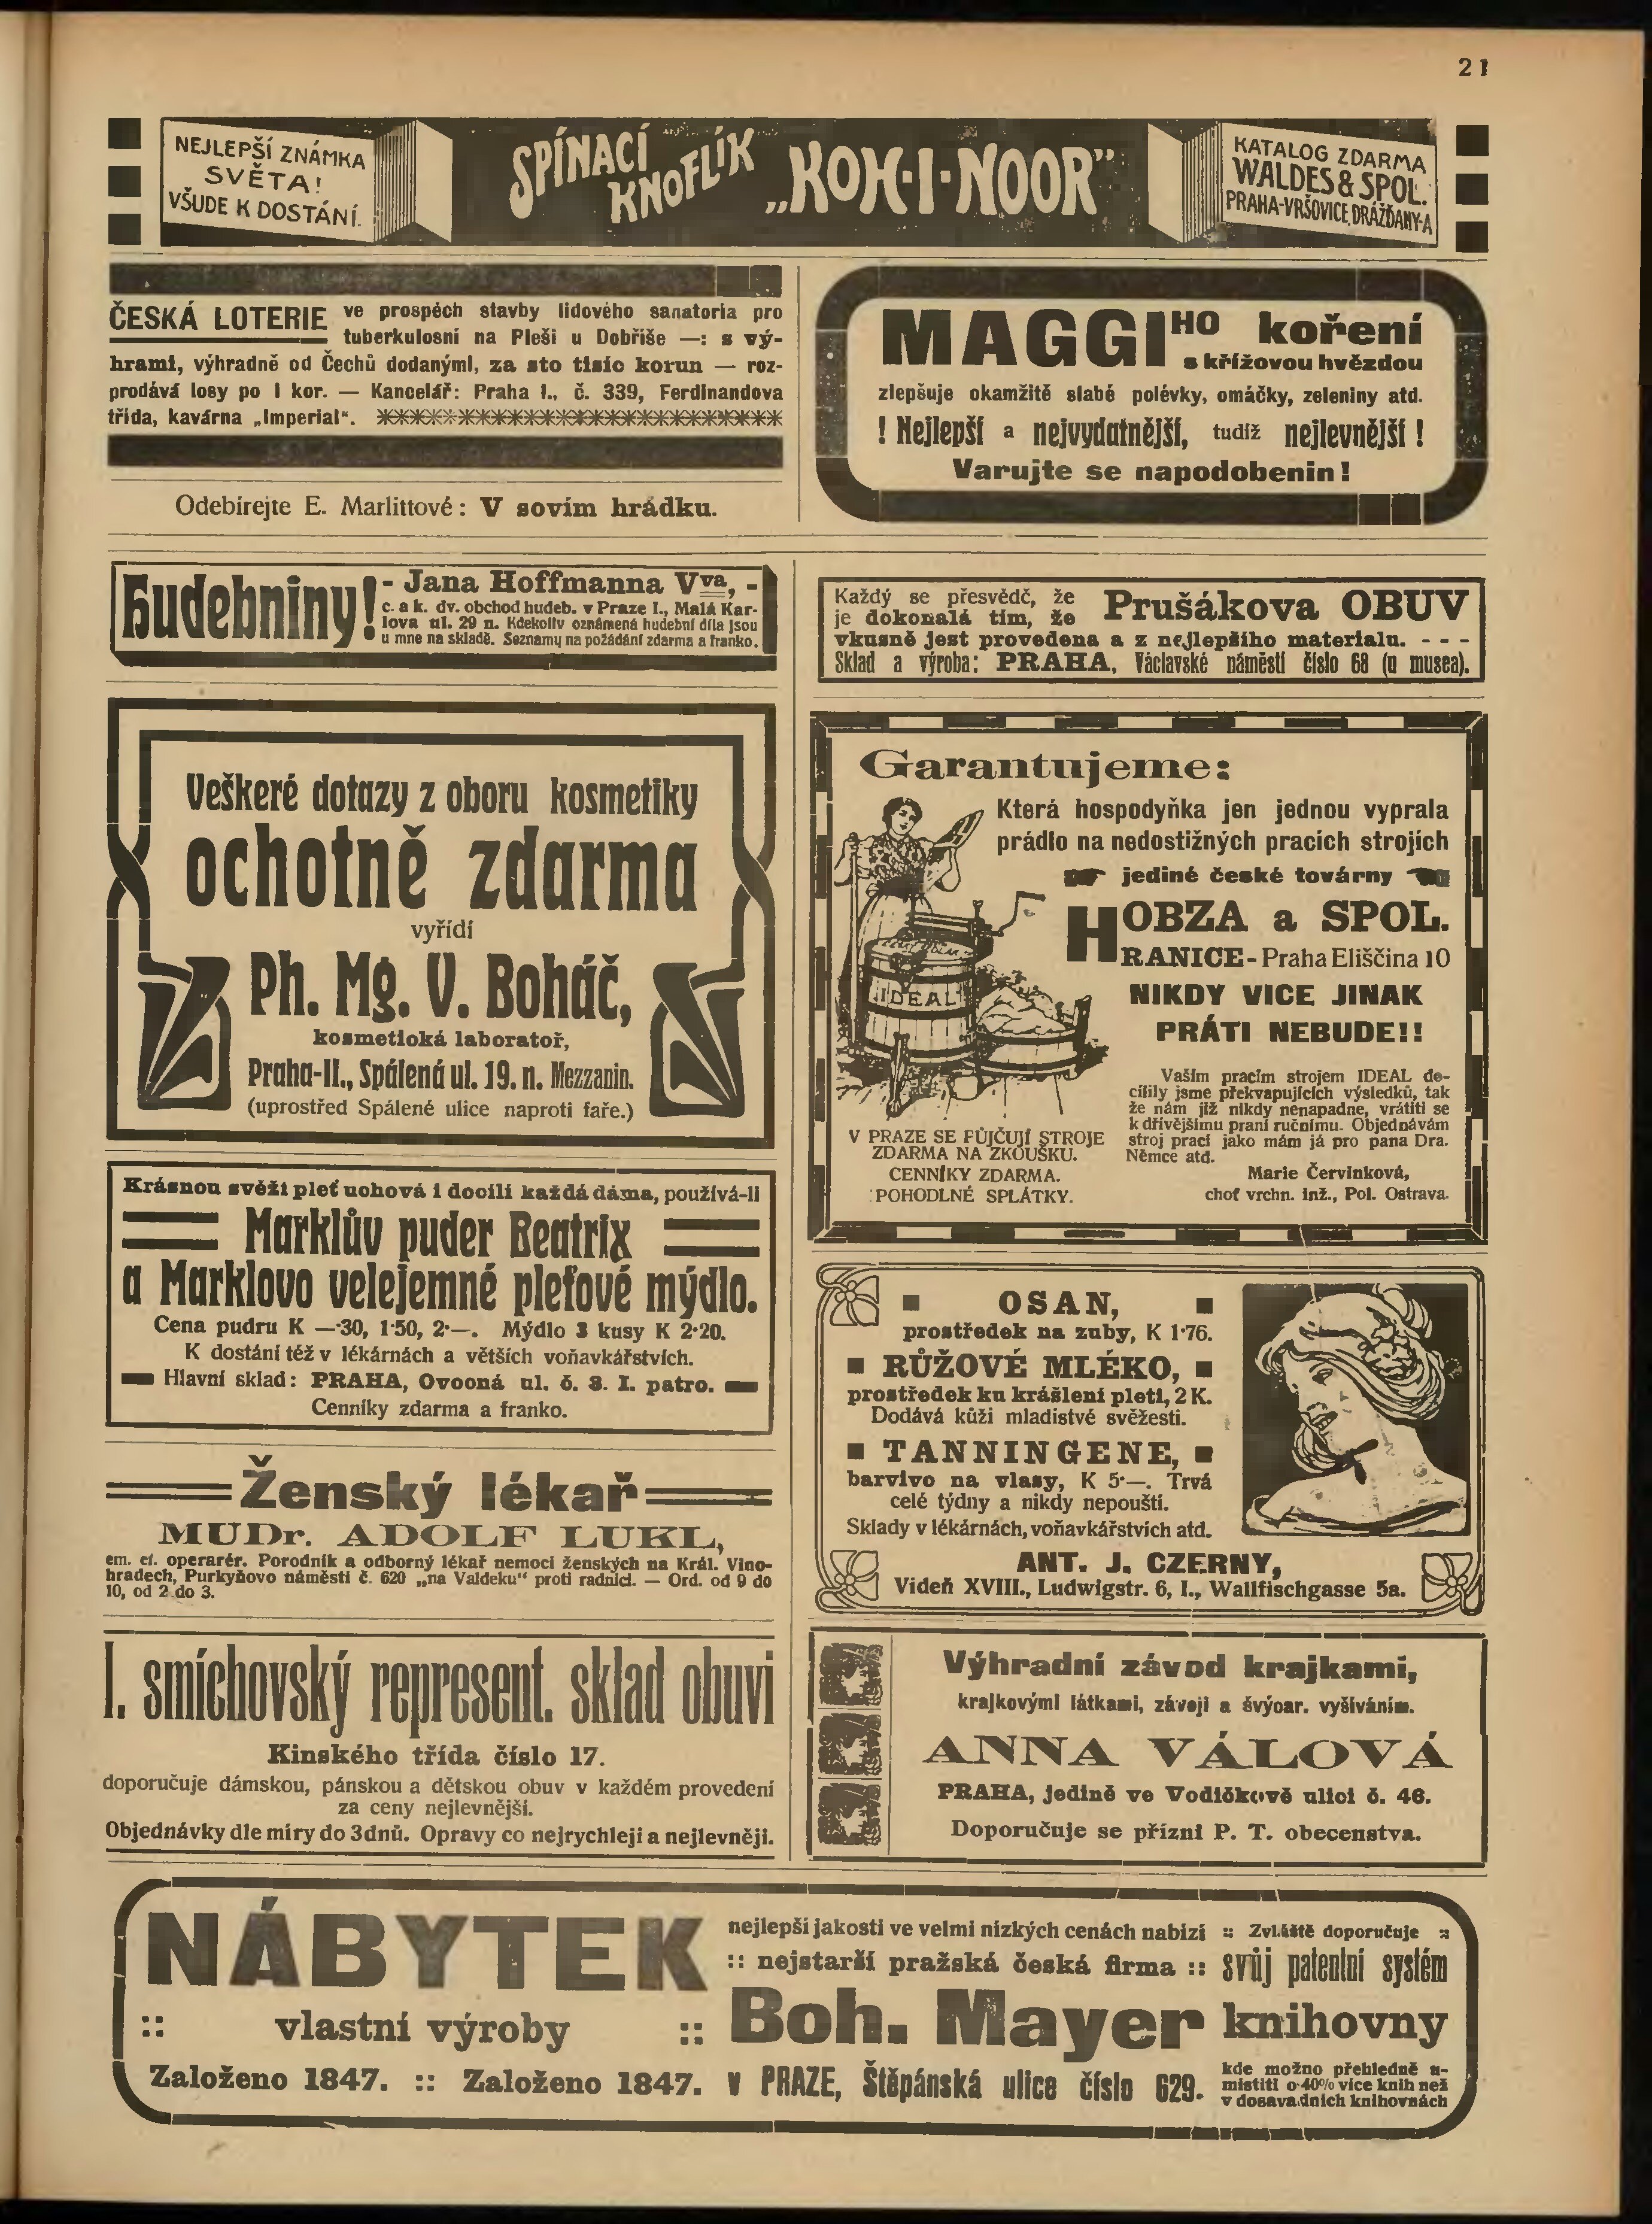 21
NEJLEPŠÍ ZNÁMKA
SVĚTA!
VŠUDE K DOSTÁNÍ.
SPÍNACÍ
KNOFLÍK
„KOH-I-NOOR”
KATALOG ZDARMA
WALDES & SPOL.
PRAHA-VRŠOVICE, DRÁŽĎANY-A
ČESKÁ LOTERIE ve prospěch stavby lidového sanatoria pro
tuberkulosní na Pleši u Dobříše —: s vý-
hrami, výhradně od Čechů dodanými, za sto tisíc korun — roz-
prodává losy po 1 kor. — Kancelář: Praha I., č. 339, Ferdinandova
třída, kavárna „Imperial“.
Odebírejte E. Marlittové: V sovím hrádku.
MAGGIHO koření
s křížovou hvězdou
zlepšuje okamžitě slabé polévky, omáčky, zeleniny atd.
! Nejlepší a nejvydatnější, tudíž nejlevnější !
Varujte se napodobenin!
Hudebniny!
- Jana Hoffmanna Vva, -
c. a k. dv. obchod hudeb. v Praze I., Malá Kar-
lova ul. 29 n. Kdekoliv oznámená hudební díla jsou
u mne na skladě. Seznamy na požádání zdarma a franko.
Každý se přesvědč, že
je dokonalá tím, že
Prušákova OBUV
vkusně jest provedena a z nejlepšího materialu. - - -
Sklad a výroba: PRAHA, Václavské náměstí číslo 68 (u musea).
Veškeré dotazy z oboru kosmetiky
ochotně zdarma
vyřídí
Ph. Mg. V. Boháč,
kosmetická laboratoř,
Praha-II., Spálená ul. 19. n. Mezzanin.
(uprostřed Spálené ulice naproti faře.)
Garantujeme:
Která hospodyňka jen jednou vyprala
prádlo na nedostižných pracích strojích
jediné české továrny
HOBZA a SPOL.
HRANICE - Praha Eliščina 10
NIKDY VICE JINAK
PRÁTI NEBUDE!!
IDEAL
Vaším pracím strojem IDEAL do-
cílily jsme překvapujících výsledků, tak
že nám již nikdy nenapadne, vrátiti se
k dřívějšímu praní ručnímu. Objednávám
stroj prací jako mám já pro pana Dra.
Němce atd.
Marie Červinková,
choť vrchn. inž., Pol. Ostrava.
V PRAZE SE PŮJČUJÍ STROJE
ZDARMA NA ZKOUŠKU.
CENNÍKY ZDARMA.
POHODLNÉ SPLÁTKY.
Krásnou svěží pleť uchová i docílí každá dáma, používá-li
Marklův puder Beatrix
a Marklovo velejemné pleťové mýdlo.
Cena pudru K —·30, 1·50, 2·—. Mýdlo 3 kusy K 2·20.
K dostání též v lékárnách a větších voňavkářstvích.
Hlavní sklad: PRAHA, Ovocná ul. č. 3. I. patro.
Cenníky zdarma a franko.
OSAN,
prostředek na zuby, K 1·76.
RŮŽOVÉ MLÉKO,
prostředek ku krášlení pleti, 2 K.
Dodává kůži mladistvé svěžesti.
TANNINGENE,
barvivo na vlasy, K 5·—. Trvá
celé týdny a nikdy nepouští.
Sklady v lékárnách, voňavkářstvích atd.
ANT. J. CZERNY,
Videň XVIII., Ludwigstr. 6, I., Wallfischgasse 5a.
Ženský lékař
MUDr. ADOLF LUKL,
em. ef. operarér. Porodník a odborný lékař nemocí ženských na Král. Vino-
hradech, Purkyňovo náměstí č. 620 „na Valdeku“ proti radnici. — Ord. od 9 do
10, od 2 do 3.
I. smíchovský represent. sklad obuvi
Kinského třída číslo 17.
doporučuje dámskou, pánskou a dětskou obuv v každém provedení
za ceny nejlevnější.
Objednávky dle míry do 3 dnů. Opravy co nejrychleji a nejlevněji.
Výhradní závod krajkami,
krajkovými látkami, závoji a švýcar. vyšíváním.
ANNA VÁLOVÁ
PRAHA, jedině ve Vodičkově ulici č. 46.
Doporučuje se přízni P. T. obecenstva.
NÁBYTEK
:: vlastní výroby ::
Založeno 1847. :: Založeno 1847.
nejlepší jakosti ve velmi nízkých cenách nabízí
:: nejstarší pražská česká firma ::
Boh. Mayer
v PRAZE, Štěpánská ulice číslo 629.
:: Zvláště doporučuje ::
svůj patentní systém
knihovny
kde možno přehledně u-
místiti o 40% více knih než
v dosavadních knihovnách